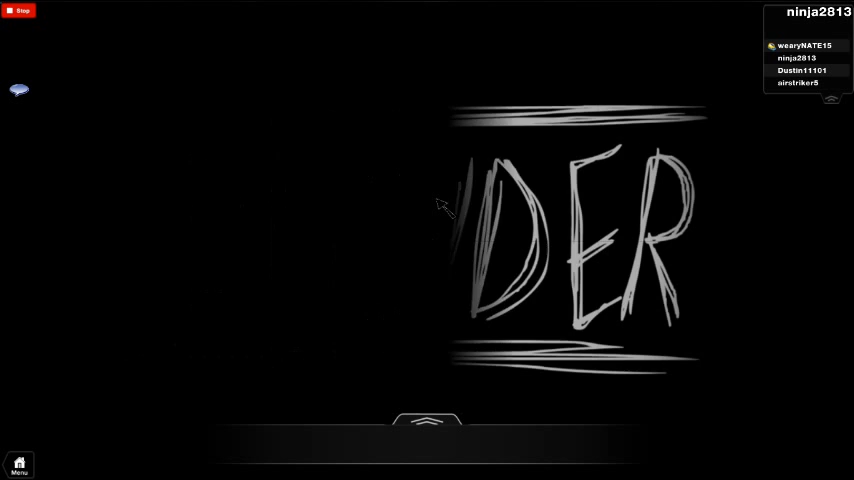 Stop
ninja2813
wearyNATE15
ninja2813
Dustin11101
airstriker5
DER
Menu